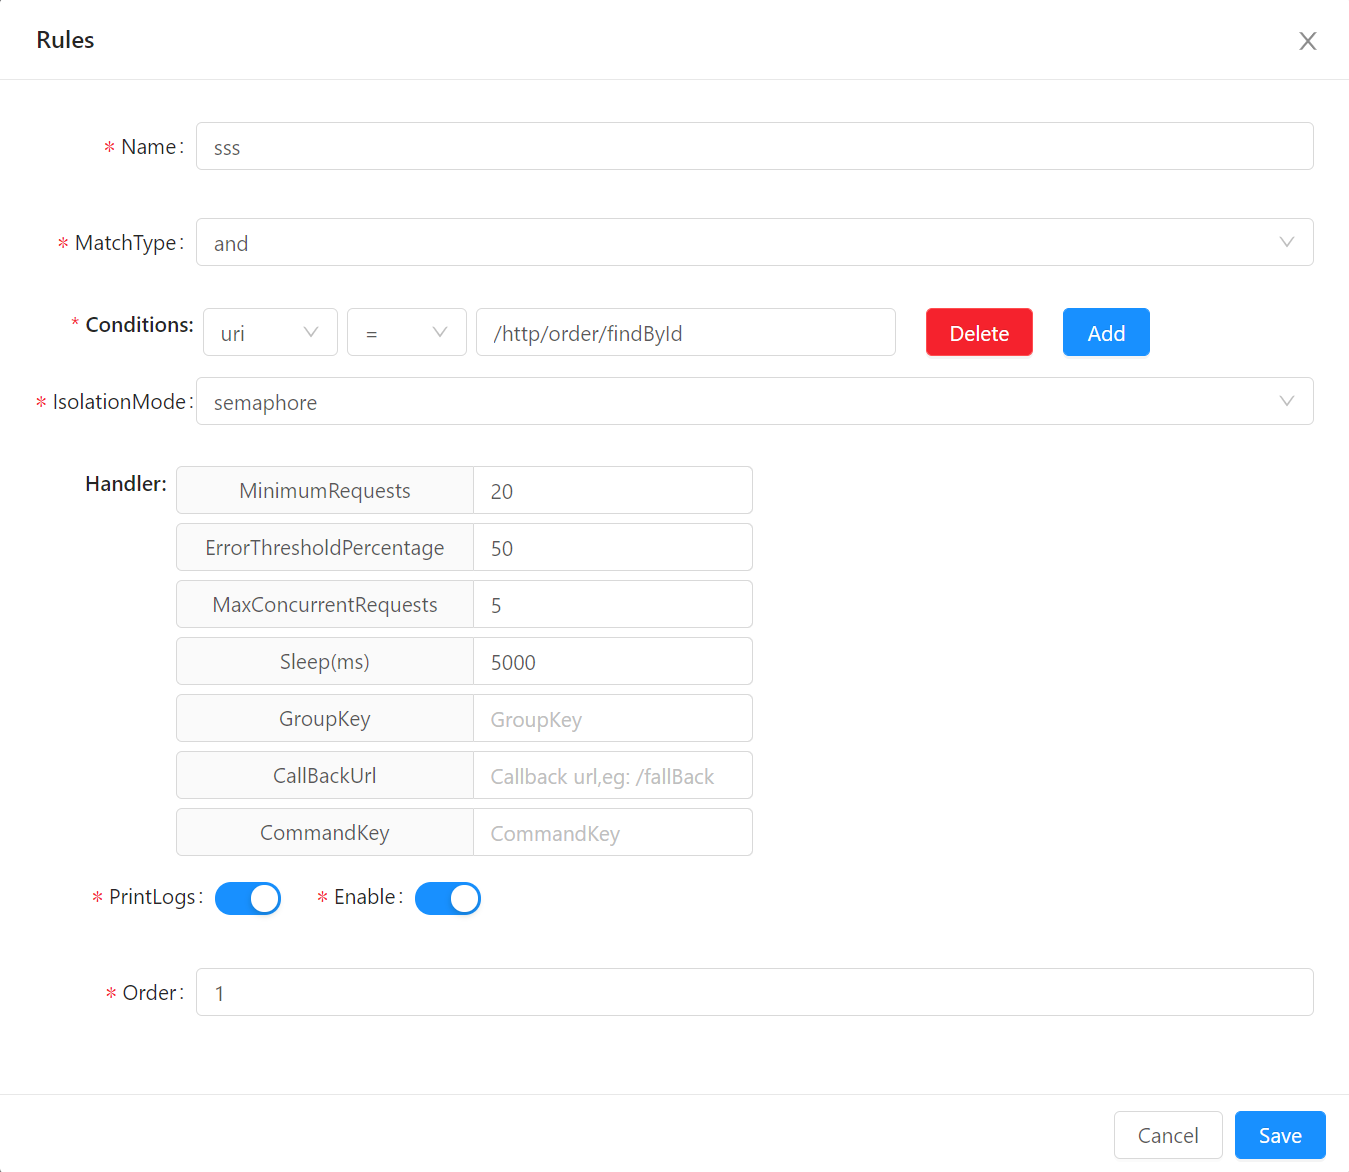 Rules
* Name: sss
* MatchType: and
* Conditions: uri = /http/order/findById Delete Add
* IsolationMode: semaphore
Handler: MinimumRequests 20
ErrorThresholdPercentage 50
MaxConcurrentRequests 5
Sleep(ms) 5000
GroupKey GroupKey
CallBackUrl Callback url,eg: /fallBack
CommandKey CommandKey
* PrintLogs: * Enable:
* Order: 1
Cancel Save